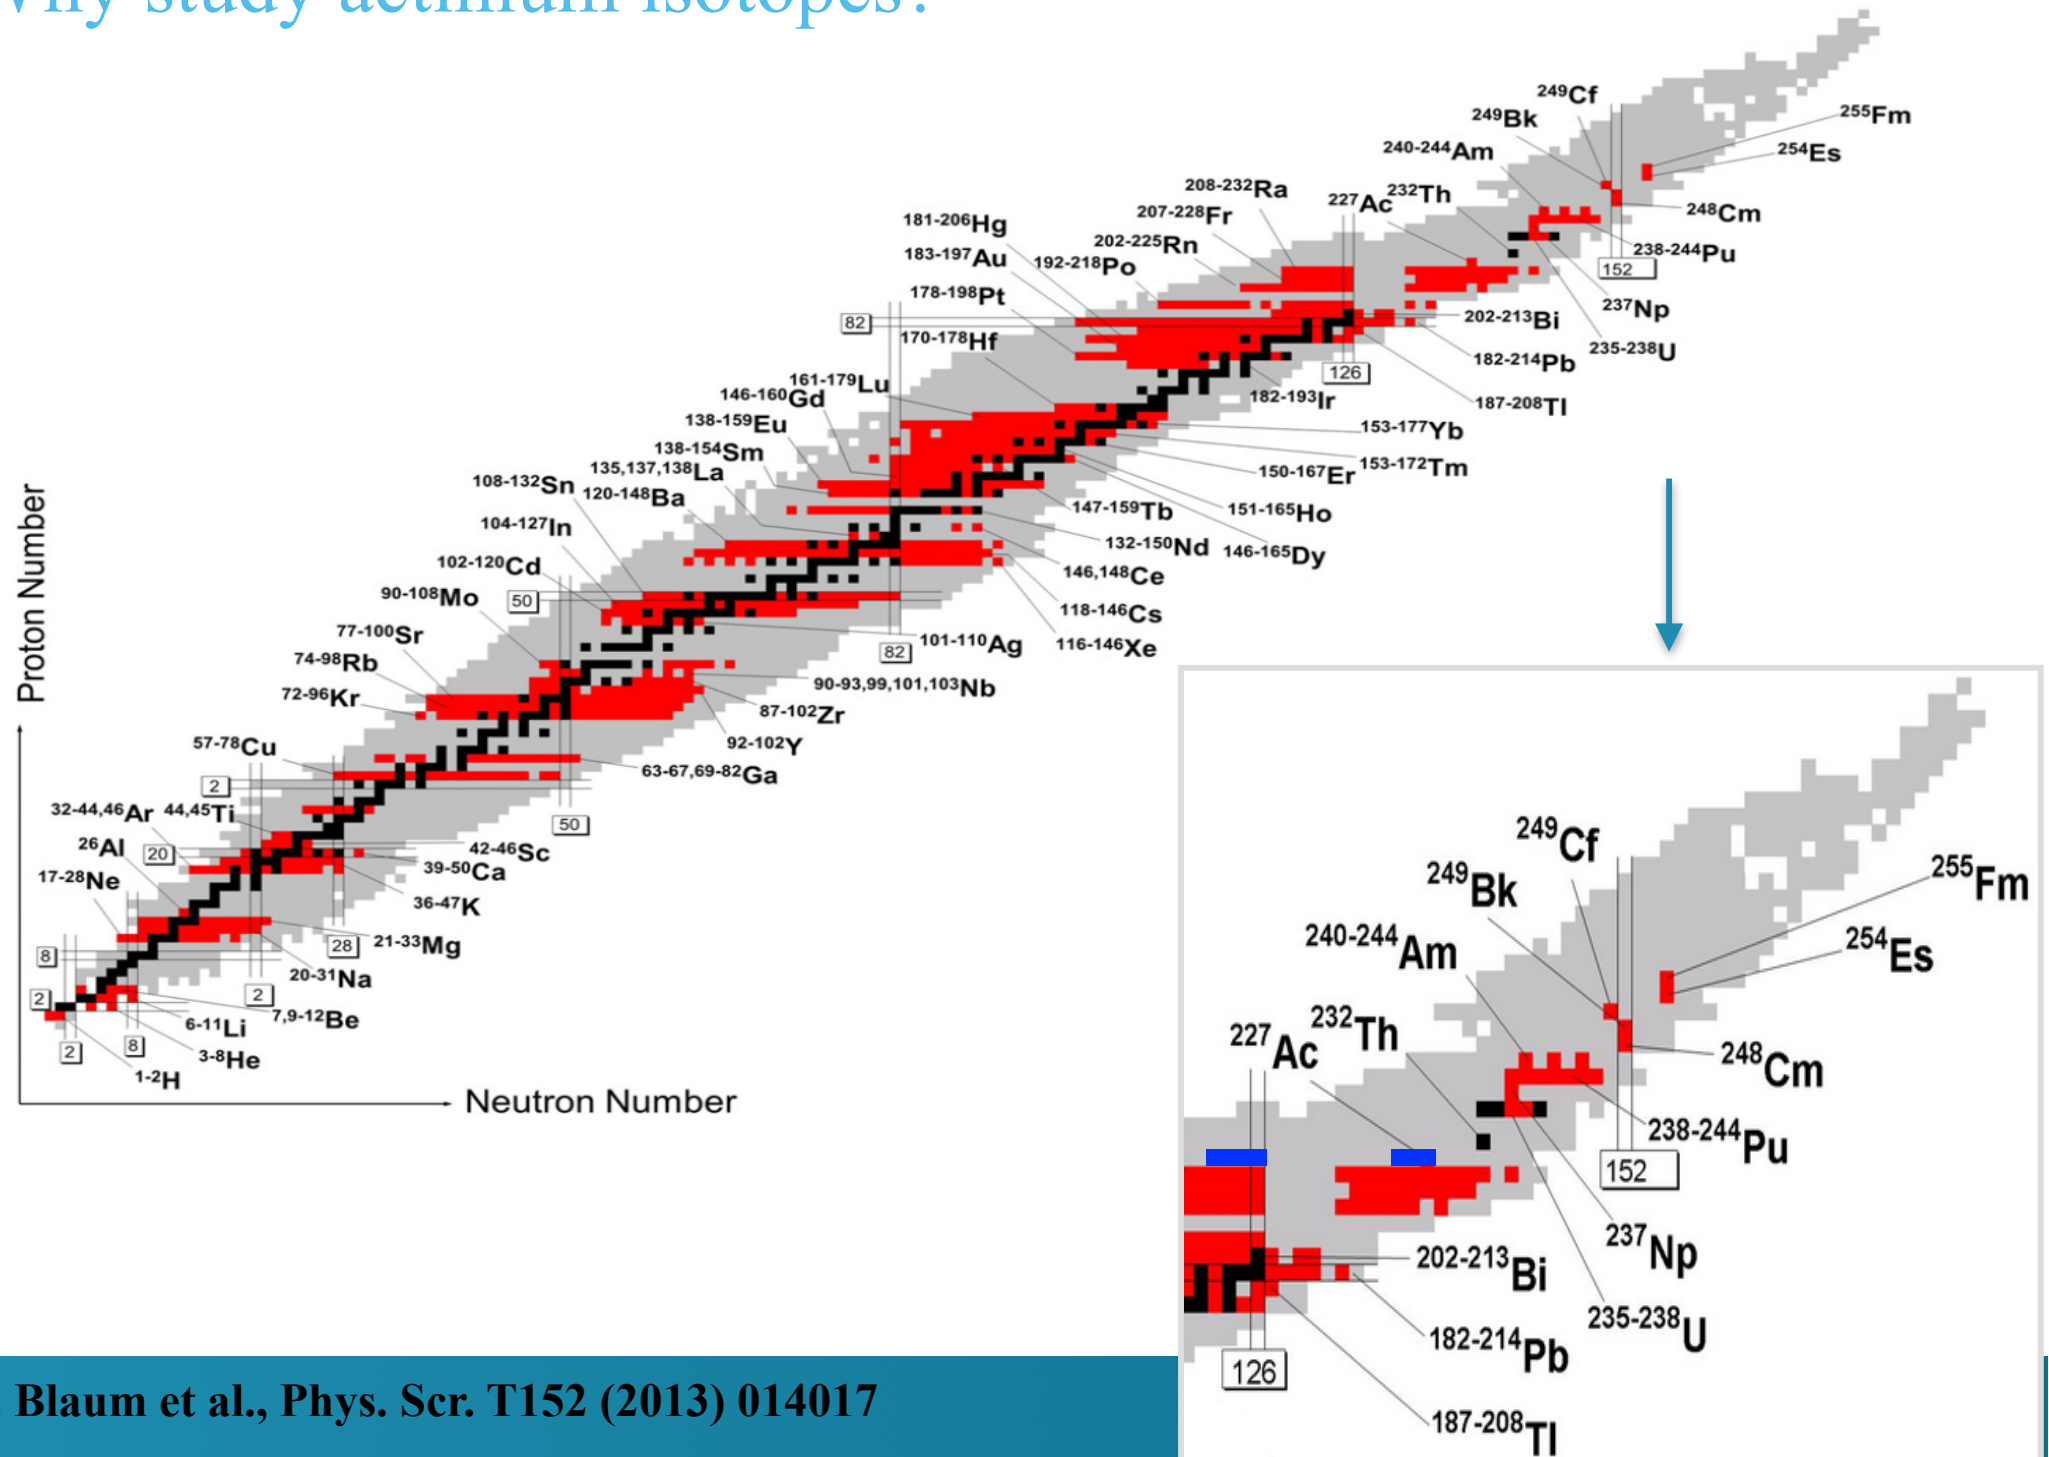 Why study actinium isotopes?
249Cf
249Bk
255Fm
240-244Am
254Es
208-232Ra
227Ac
232Th
181-206Hg
207-228Fr
248Cm
183-197Au
202-225Rn
238-244Pu
192-218Po
152
178-198Pt
237Np
82
202-213Bi
170-178Hf
235-238U
182-214Pb
126
161-179Lu
146-160Gd
182-193Ir
187-208Tl
138-159Eu
153-177Yb
138-154Sm
153-172Tm
135,137,138La
150-167Er
108-132Sn
120-148Ba
147-159Tb
151-165Ho
104-127In
132-150Nd
146-165Dy
102-120Cd
146,148Ce
90-108Mo
50
118-146Cs
77-100Sr
101-110Ag
116-146Xe
82
74-98Rb
90-93,99,101,103Nb
72-96Kr
87-102Zr
57-78Cu
92-102Y
63-67,69-82Ga
2
32-44,46Ar
44,45Ti
50
26Al
20
42-46Sc
39-50Ca
17-28Ne
36-47K
28
21-33Mg
8
20-31Na
2
2
7,9-12Be
6-11Li
8
2
3-8He
1-2H
Proton Number
Neutron Number
249Cf
249Bk
255Fm
240-244Am
254Es
232Th
227Ac
248Cm
238-244Pu
152
237Np
202-213Bi
235-238U
182-214Pb
126
187-208Tl
Blaum et al., Phys. Scr. T152 (2013) 014017